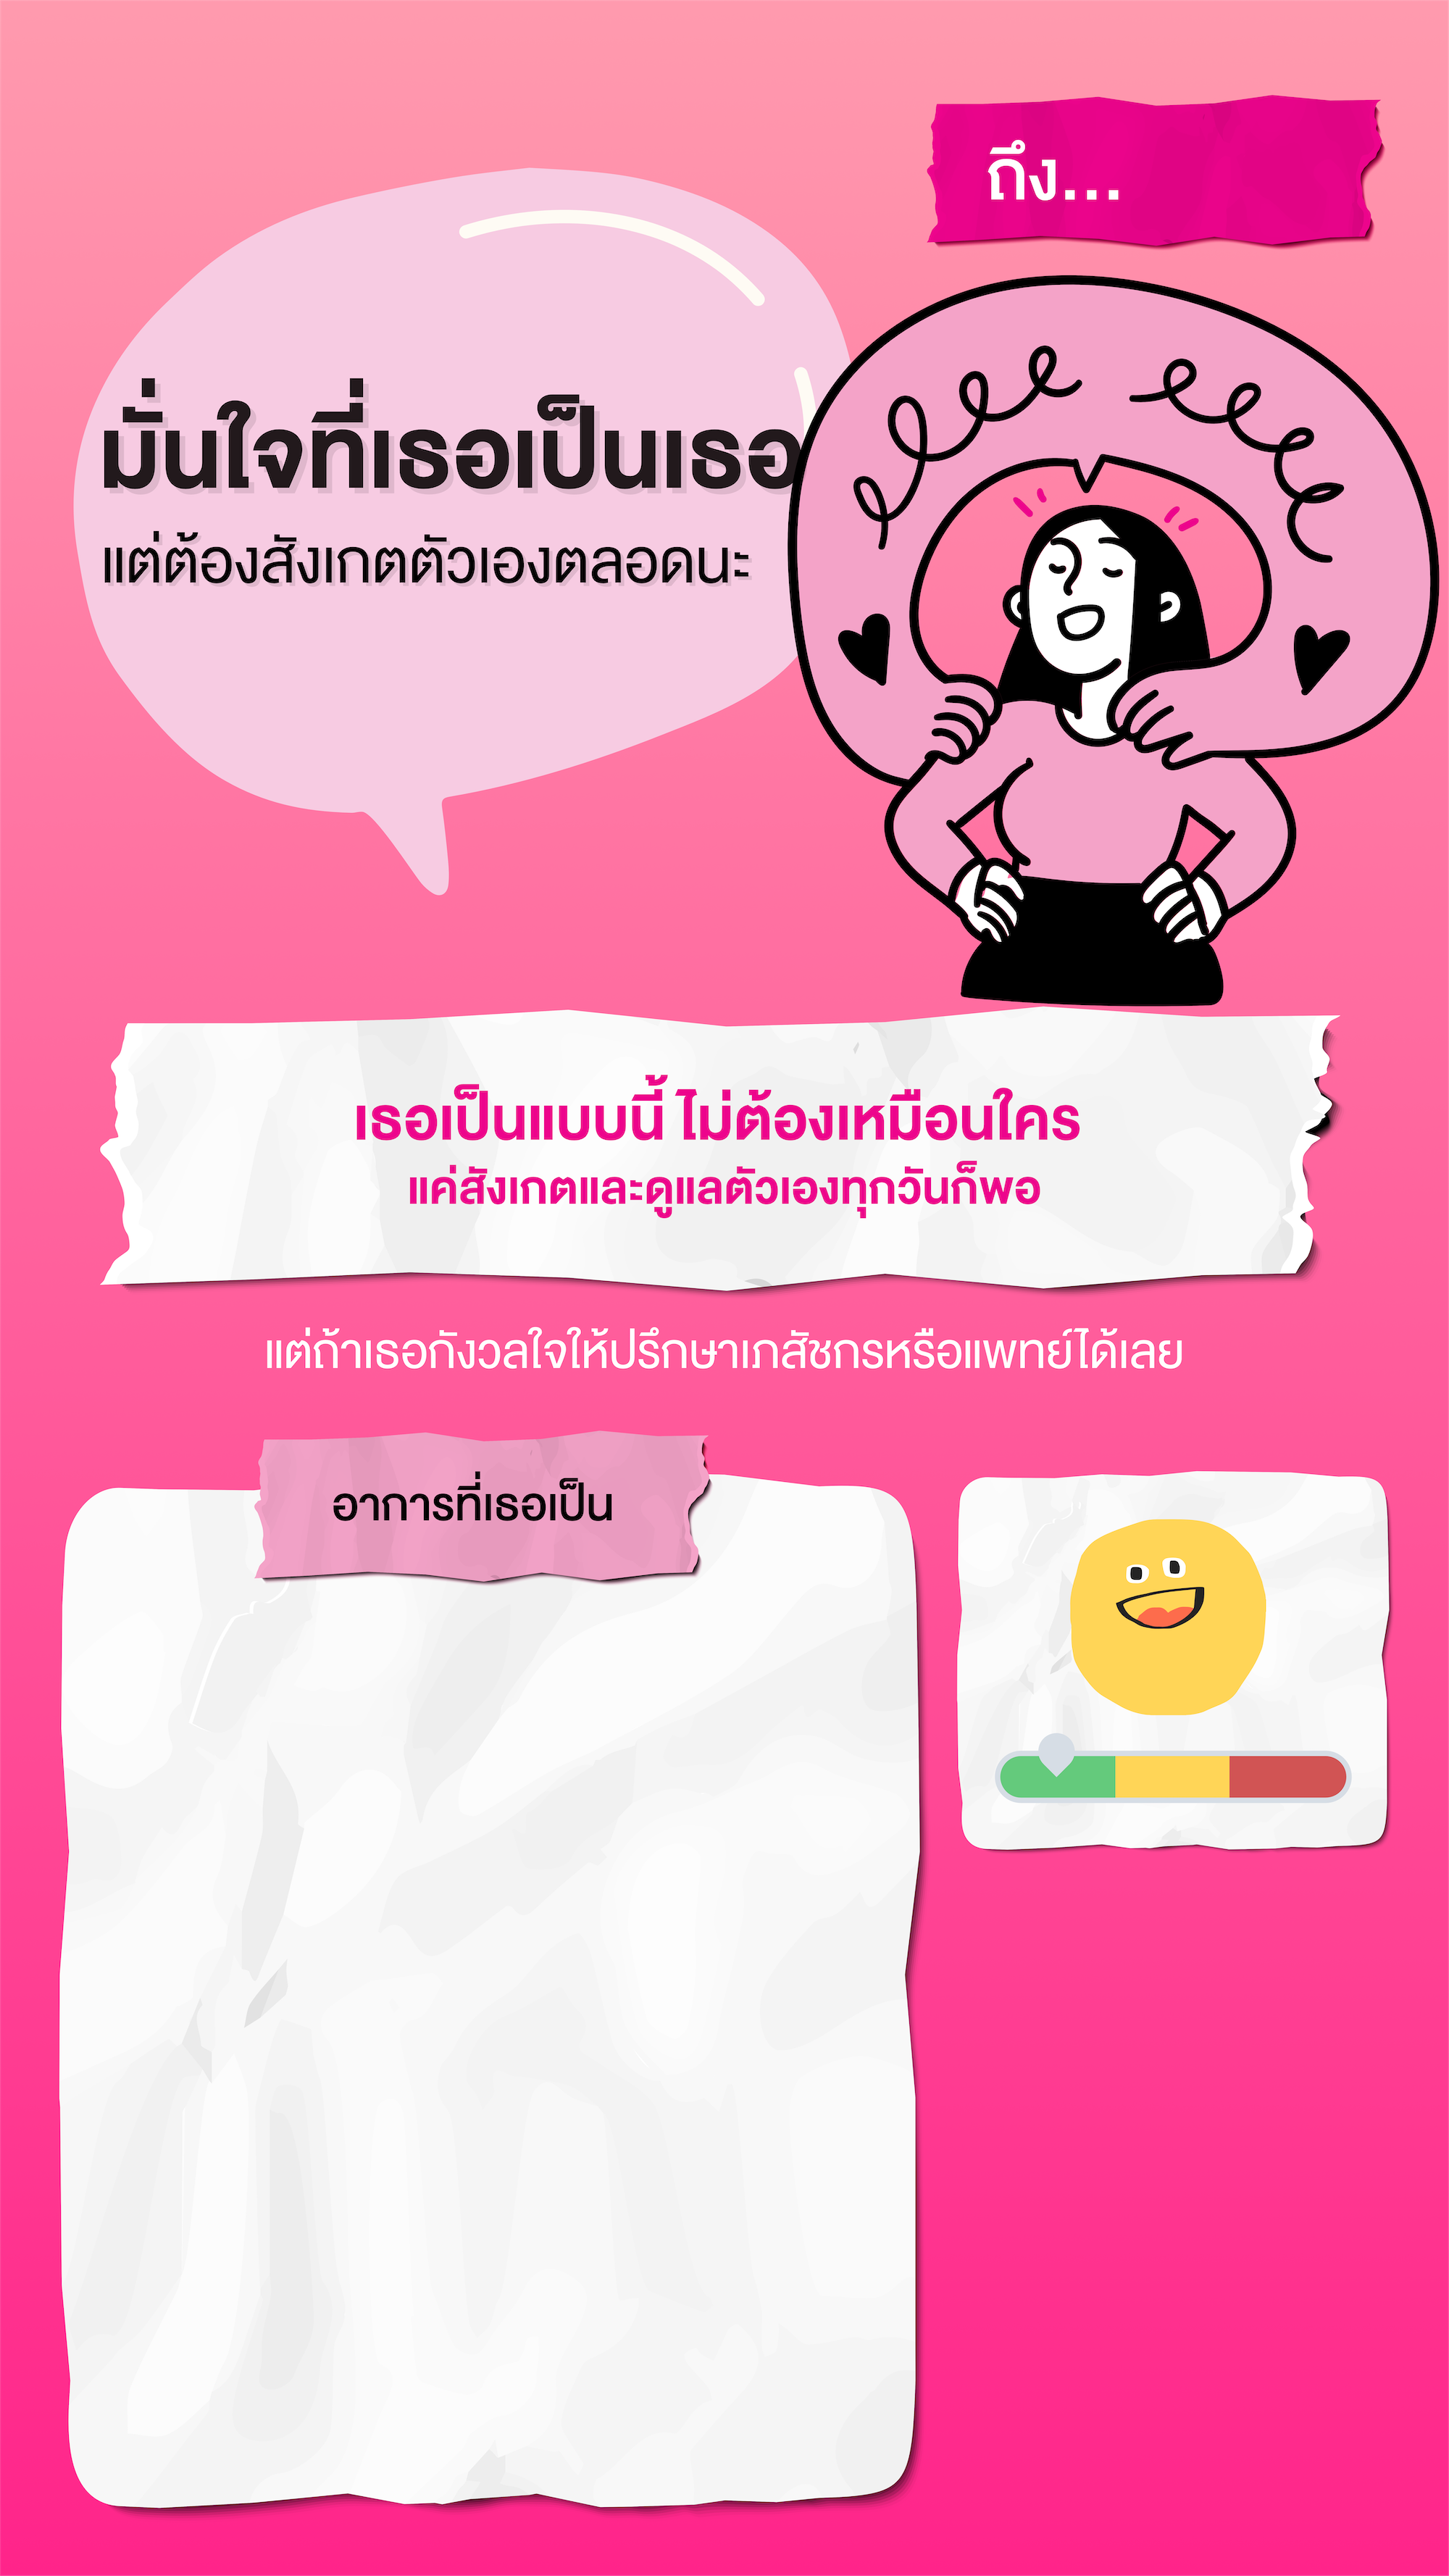 ถึง...
มั่นใจที่เธอเป็นเธอ
แต่ต้องสังเกตตัวเองตลอดนะ
เธอเป็นแบบนี้ ไม่ต้องเหมือนใคร
แค่สังเกตและดูแลตัวเองทุกวันก็พอ
แต่ถ้าเธอกังวลใจให้ปรึกษาเภสัชกรหรือแพทย์ได้เลย
อาการที่เธอเป็น